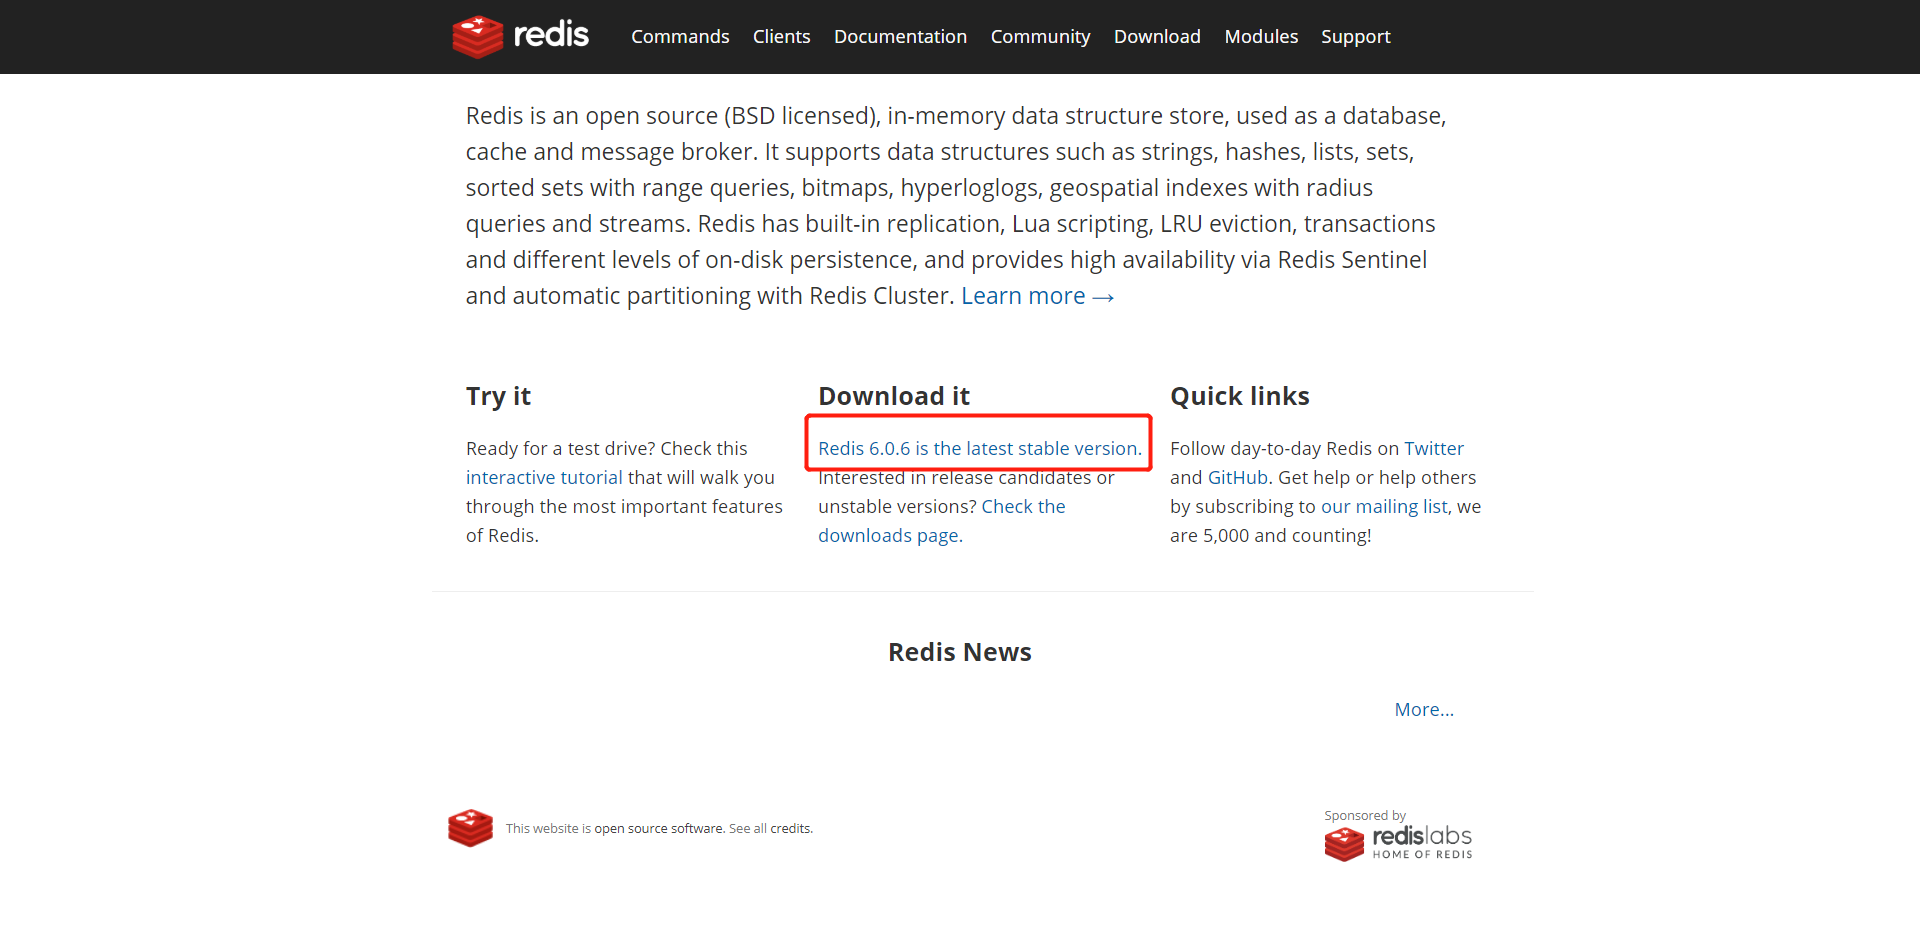 redis
Commands Clients Documentation Community Download Modules Support
Redis is an open source (BSD licensed), in-memory data structure store, used as a database,
cache and message broker. It supports data structures such as strings, hashes, lists, sets,
sorted sets with range queries, bitmaps, hyperloglogs, geospatial indexes with radius
queries and streams. Redis has built-in replication, Lua scripting, LRU eviction, transactions
and different levels of on-disk persistence, and provides high availability via Redis Sentinel
and automatic partitioning with Redis Cluster. Learn more →
Try it
Ready for a test drive? Check this
interactive tutorial that will walk you
through the most important features
of Redis.
Download it
Redis 6.0.6 is the latest stable version.
Interested in release candidates or
unstable versions? Check the
downloads page.
Quick links
Follow day-to-day Redis on Twitter
and GitHub. Get help or help others
by subscribing to our mailing list, we
are 5,000 and counting!
Redis News
More...
This website is open source software. See all credits.
Sponsored by
redislabs
HOME OF REDIS